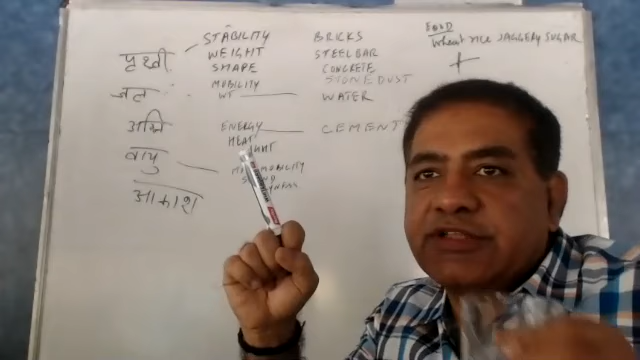 STABILITY BRICKS FOOD
पृथ्वी WEIGHT STEEL BAR Wheat rice JAGGERY SUGAR
SHAPE CONCRETE +
MOBILITY STONE DUST
जल WT WATER
अग्नि ENERGY CEMENT
HEAT
वायु
MOBILITY
आकाश